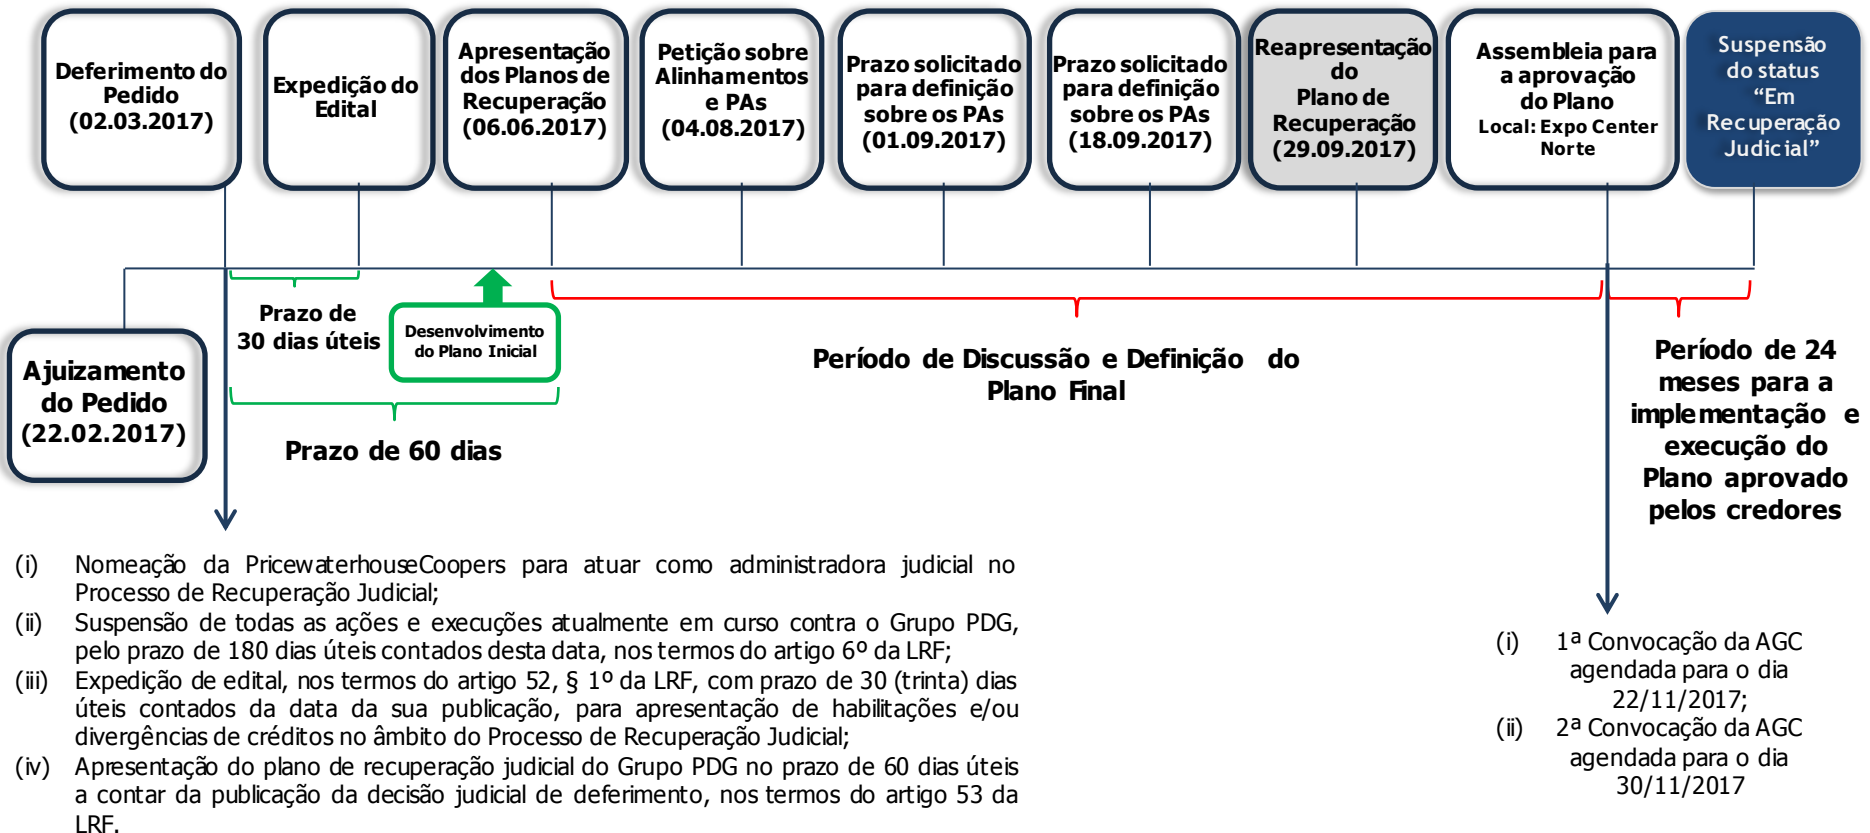 Deferimento do
Pedido
(02.03.2017)
Expedição do
Edital
Apresentação
dos Planos de
Recuperação
(06.06.2017)
Petição sobre
Alinhamentos
e PAs
(04.08.2017)
Prazo solicitado
para definição
sobre os PAs
(01.09.2017)
Prazo solicitado
para definição
sobre os PAs
(18.09.2017)
Reapresentação
do
Plano de
Recuperação
(29.09.2017)
Assembleia para
a aprovação
do Plano
Local: Expo Center
Norte
Suspensão
do status
“Em
Recuperação
Judicial”
Ajuizamento
do Pedido
(22.02.2017)
Prazo de
30 dias úteis
Desenvolvimento
do Plano Inicial
Prazo de 60 dias
Período de Discussão e Definição do
Plano Final
Período de 24
meses para a
implementação e
execução do
Plano aprovado
pelos credores
(i) Nomeação da PricewaterhouseCoopers para atuar como administradora judicial no
Processo de Recuperação Judicial;
(ii) Suspensão de todas as ações e execuções atualmente em curso contra o Grupo PDG,
pelo prazo de 180 dias úteis contados desta data, nos termos do artigo 6º da LRF;
(iii) Expedição de edital, nos termos do artigo 52, § 1º da LRF, com prazo de 30 (trinta) dias
úteis contados da data da sua publicação, para apresentação de habilitações e/ou
divergências de créditos no âmbito do Processo de Recuperação Judicial;
(iv) Apresentação do plano de recuperação judicial do Grupo PDG no prazo de 60 dias úteis
a contar da publicação da decisão judicial de deferimento, nos termos do artigo 53 da
LRF.
(i) 1ª Convocação da AGC
agendada para o dia
22/11/2017;
(ii) 2ª Convocação da AGC
agendada para o dia
30/11/2017